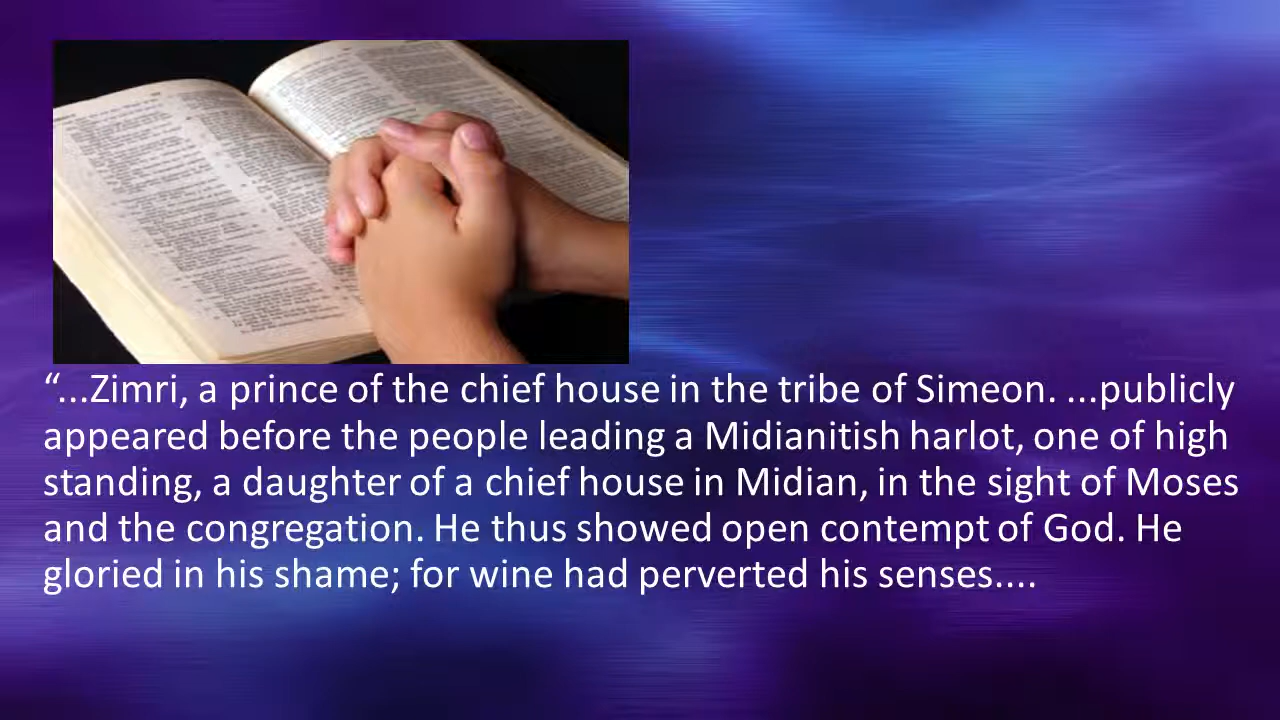 “...Zimri, a prince of the chief house in the tribe of Simeon. ...publicly
appeared before the people leading a Midianitish harlot, one of high
standing, a daughter of a chief house in Midian, in the sight of Moses
and the congregation. He thus showed open contempt of God. He
gloried in his shame; for wine had perverted his senses....